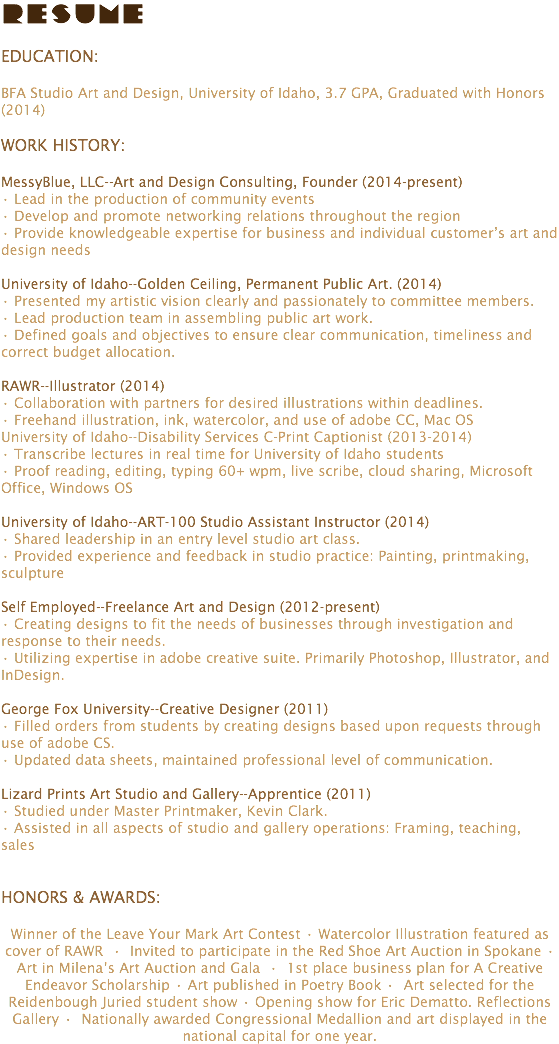 RESUME
EDUCATION:
BFA Studio Art and Design, University of Idaho, 3.7 GPA, Graduated with Honors
(2014)
WORK HISTORY:
MessyBlue, LLC--Art and Design Consulting, Founder (2014-present)
· Lead in the production of community events
· Develop and promote networking relations throughout the region
· Provide knowledgeable expertise for business and individual customer's art and
design needs
University of Idaho--Golden Ceiling, Permanent Public Art. (2014)
· Presented my artistic vision clearly and passionately to committee members.
· Lead production team in assembling public art work.
· Defined goals and objectives to ensure clear communication, timeliness and
correct budget allocation.
RAWR--Illustrator (2014)
· Collaboration with partners for desired illustrations within deadlines.
· Freehand illustration, ink, watercolor, and use of adobe CC, Mac OS
University of Idaho--Disability Services C-Print Captionist (2013-2014)
· Transcribe lectures in real time for University of Idaho students
· Proof reading, editing, typing 60+ wpm, live scribe, cloud sharing, Microsoft
Office, Windows OS
University of Idaho--ART-100 Studio Assistant Instructor (2014)
· Shared leadership in an entry level studio art class.
· Provided experience and feedback in studio practice: Painting, printmaking,
sculpture
Self Employed--Freelance Art and Design (2012-present)
· Creating designs to fit the needs of businesses through investigation and
response to their needs.
· Utilizing expertise in adobe creative suite. Primarily Photoshop, Illustrator, and
InDesign.
George Fox University--Creative Designer (2011)
· Filled orders from students by creating designs based upon requests through
use of adobe CS.
· Updated data sheets, maintained professional level of communication.
Lizard Prints Art Studio and Gallery--Apprentice (2011)
· Studied under Master Printmaker, Kevin Clark.
· Assisted in all aspects of studio and gallery operations: Framing, teaching,
sales
HONORS & AWARDS:
Winner of the Leave Your Mark Art Contest · Watercolor Illustration featured as
cover of RAWR · Invited to participate in the Red Shoe Art Auction in Spokane ·
Art in Milena's Art Auction and Gala · 1st place business plan for A Creative
Endeavor Scholarship · Art published in Poetry Book · Art selected for the
Reidenbough Juried student show · Opening show for Eric Dematto. Reflections
Gallery · Nationally awarded Congressional Medallion and art displayed in the
national capital for one year.